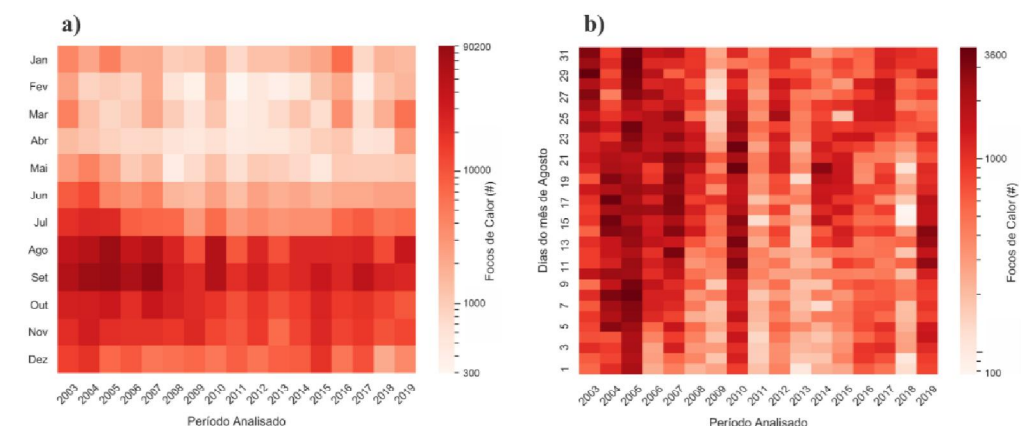 a)
Jan
Fev
Mar
Abr
Mai
Jun
Jul
Ago
Set
Out
Nov
Dez
2003 2004 2005 2006 2007 2008 2009 2010 2011 2012 2013 2014 2015 2016 2017 2018 2019
Período Analisado
90200
10000
1000
300
Focos de Calor (#)
b)
Dias do mês de Agosto
31
29
27
25
23
21
19
17
15
13
11
9
7
5
3
1
2003 2004 2005 2006 2007 2008 2009 2010 2011 2012 2013 2014 2015 2016 2017 2018 2019
Período Analisado
3600
1000
100
Focos de Calor (#)